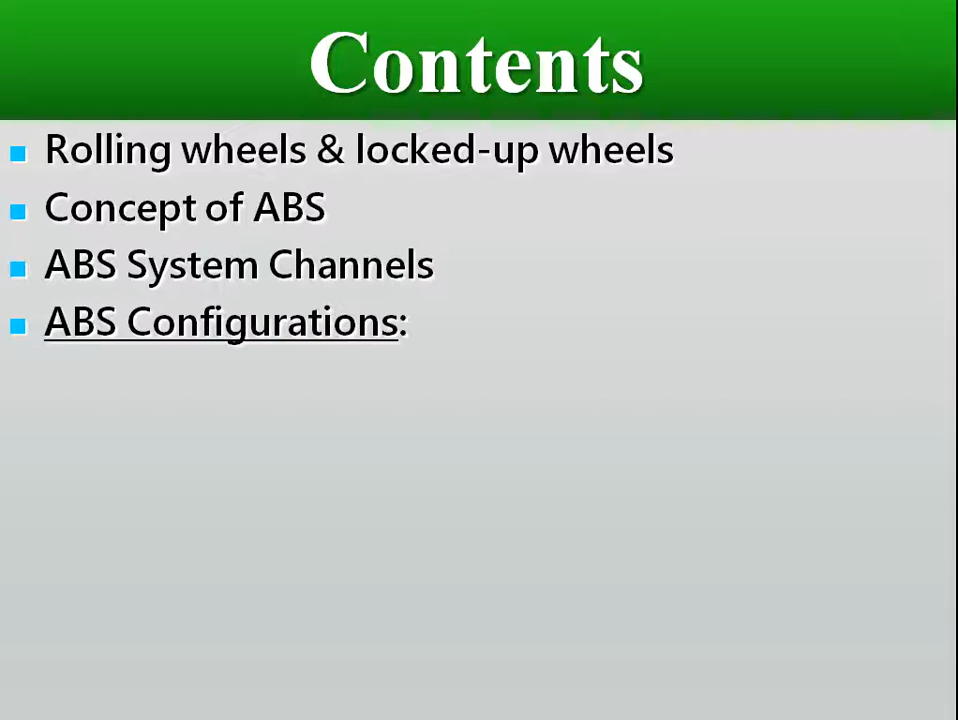 Contents
Rolling wheels & locked-up wheels
Concept of ABS
ABS System Channels
ABS Configurations: